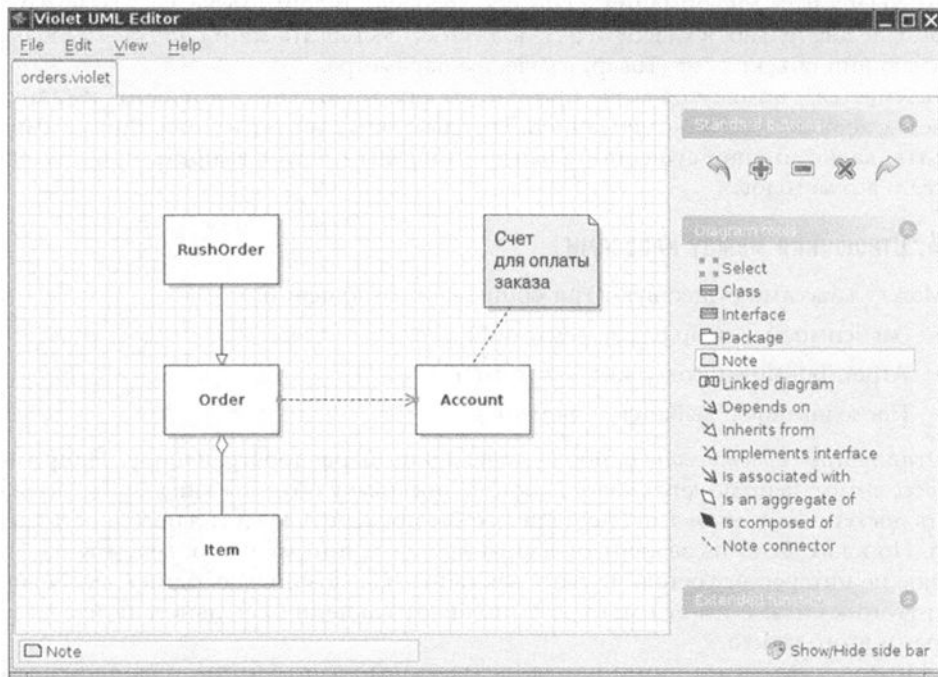 Violet UML Editor
File Edit View Help
orders.violet
RushOrder
Счет
для оплаты
заказа
Order
Account
Item
Diagram tools
Select
Class
Interface
Package
Note
Linked diagram
Depends on
Inherits from
Implements interface
Is associated with
Is an aggregate of
Is composed of
Note connector
Note
Show/Hide side bar